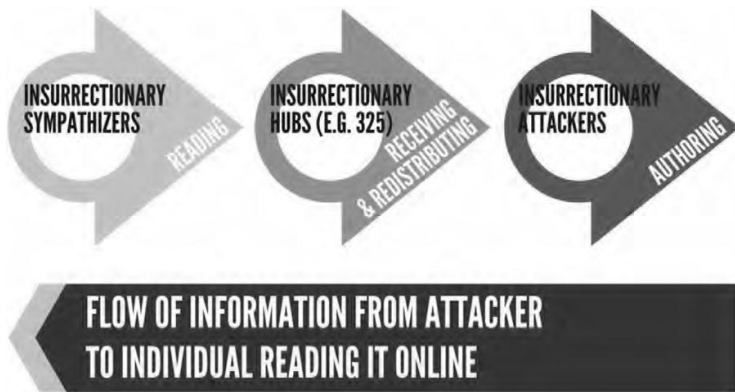 INSURRECTIONARY
SYMPATHIZERS
READING
INSURRECTIONARY
HUBS (E.G. 325)
RECEIVING
& REDISTRIBUTING
INSURRECTIONARY
ATTACKERS
AUTHORING
FLOW OF INFORMATION FROM ATTACKER
TO INDIVIDUAL READING IT ONLINE